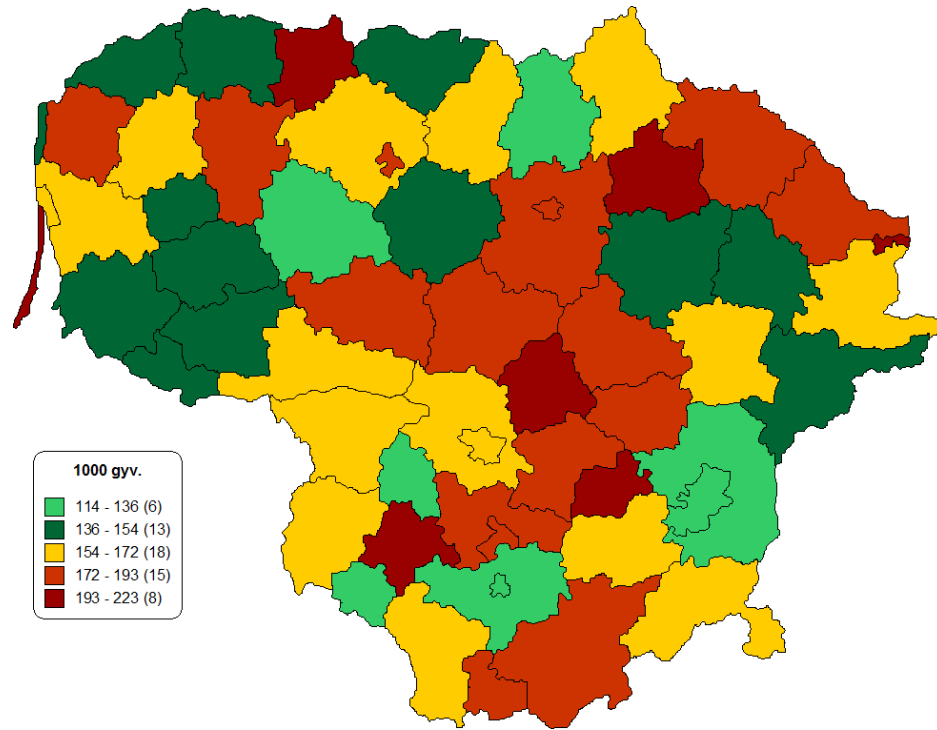 1000 gyv.
114 - 136 (6)
136 - 154 (13)
154 - 172 (18)
172 - 193 (15)
193 - 223 (8)